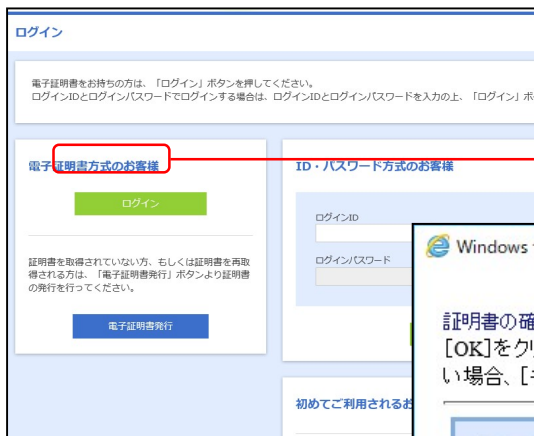 ログイン
電子証明書をお持ちの方は、「ログイン」ボタンを押してください。
ログインIDとログインパスワードでログインする場合は、ログインIDとログインパスワードを入力の上、「ログイン」ボ
電子証明書方式のお客様
ログイン
証明書を取得されていない方、もしくは証明書を再取
得される方は、「電子証明書発行」ボタンより証明書
の発行を行ってください。
電子証明書発行
ID・パスワード方式のお客様
ログインID
ログインパスワード
初めてご利用されるお
Windows
証明書の確
[OK]をク
い場合、[キ